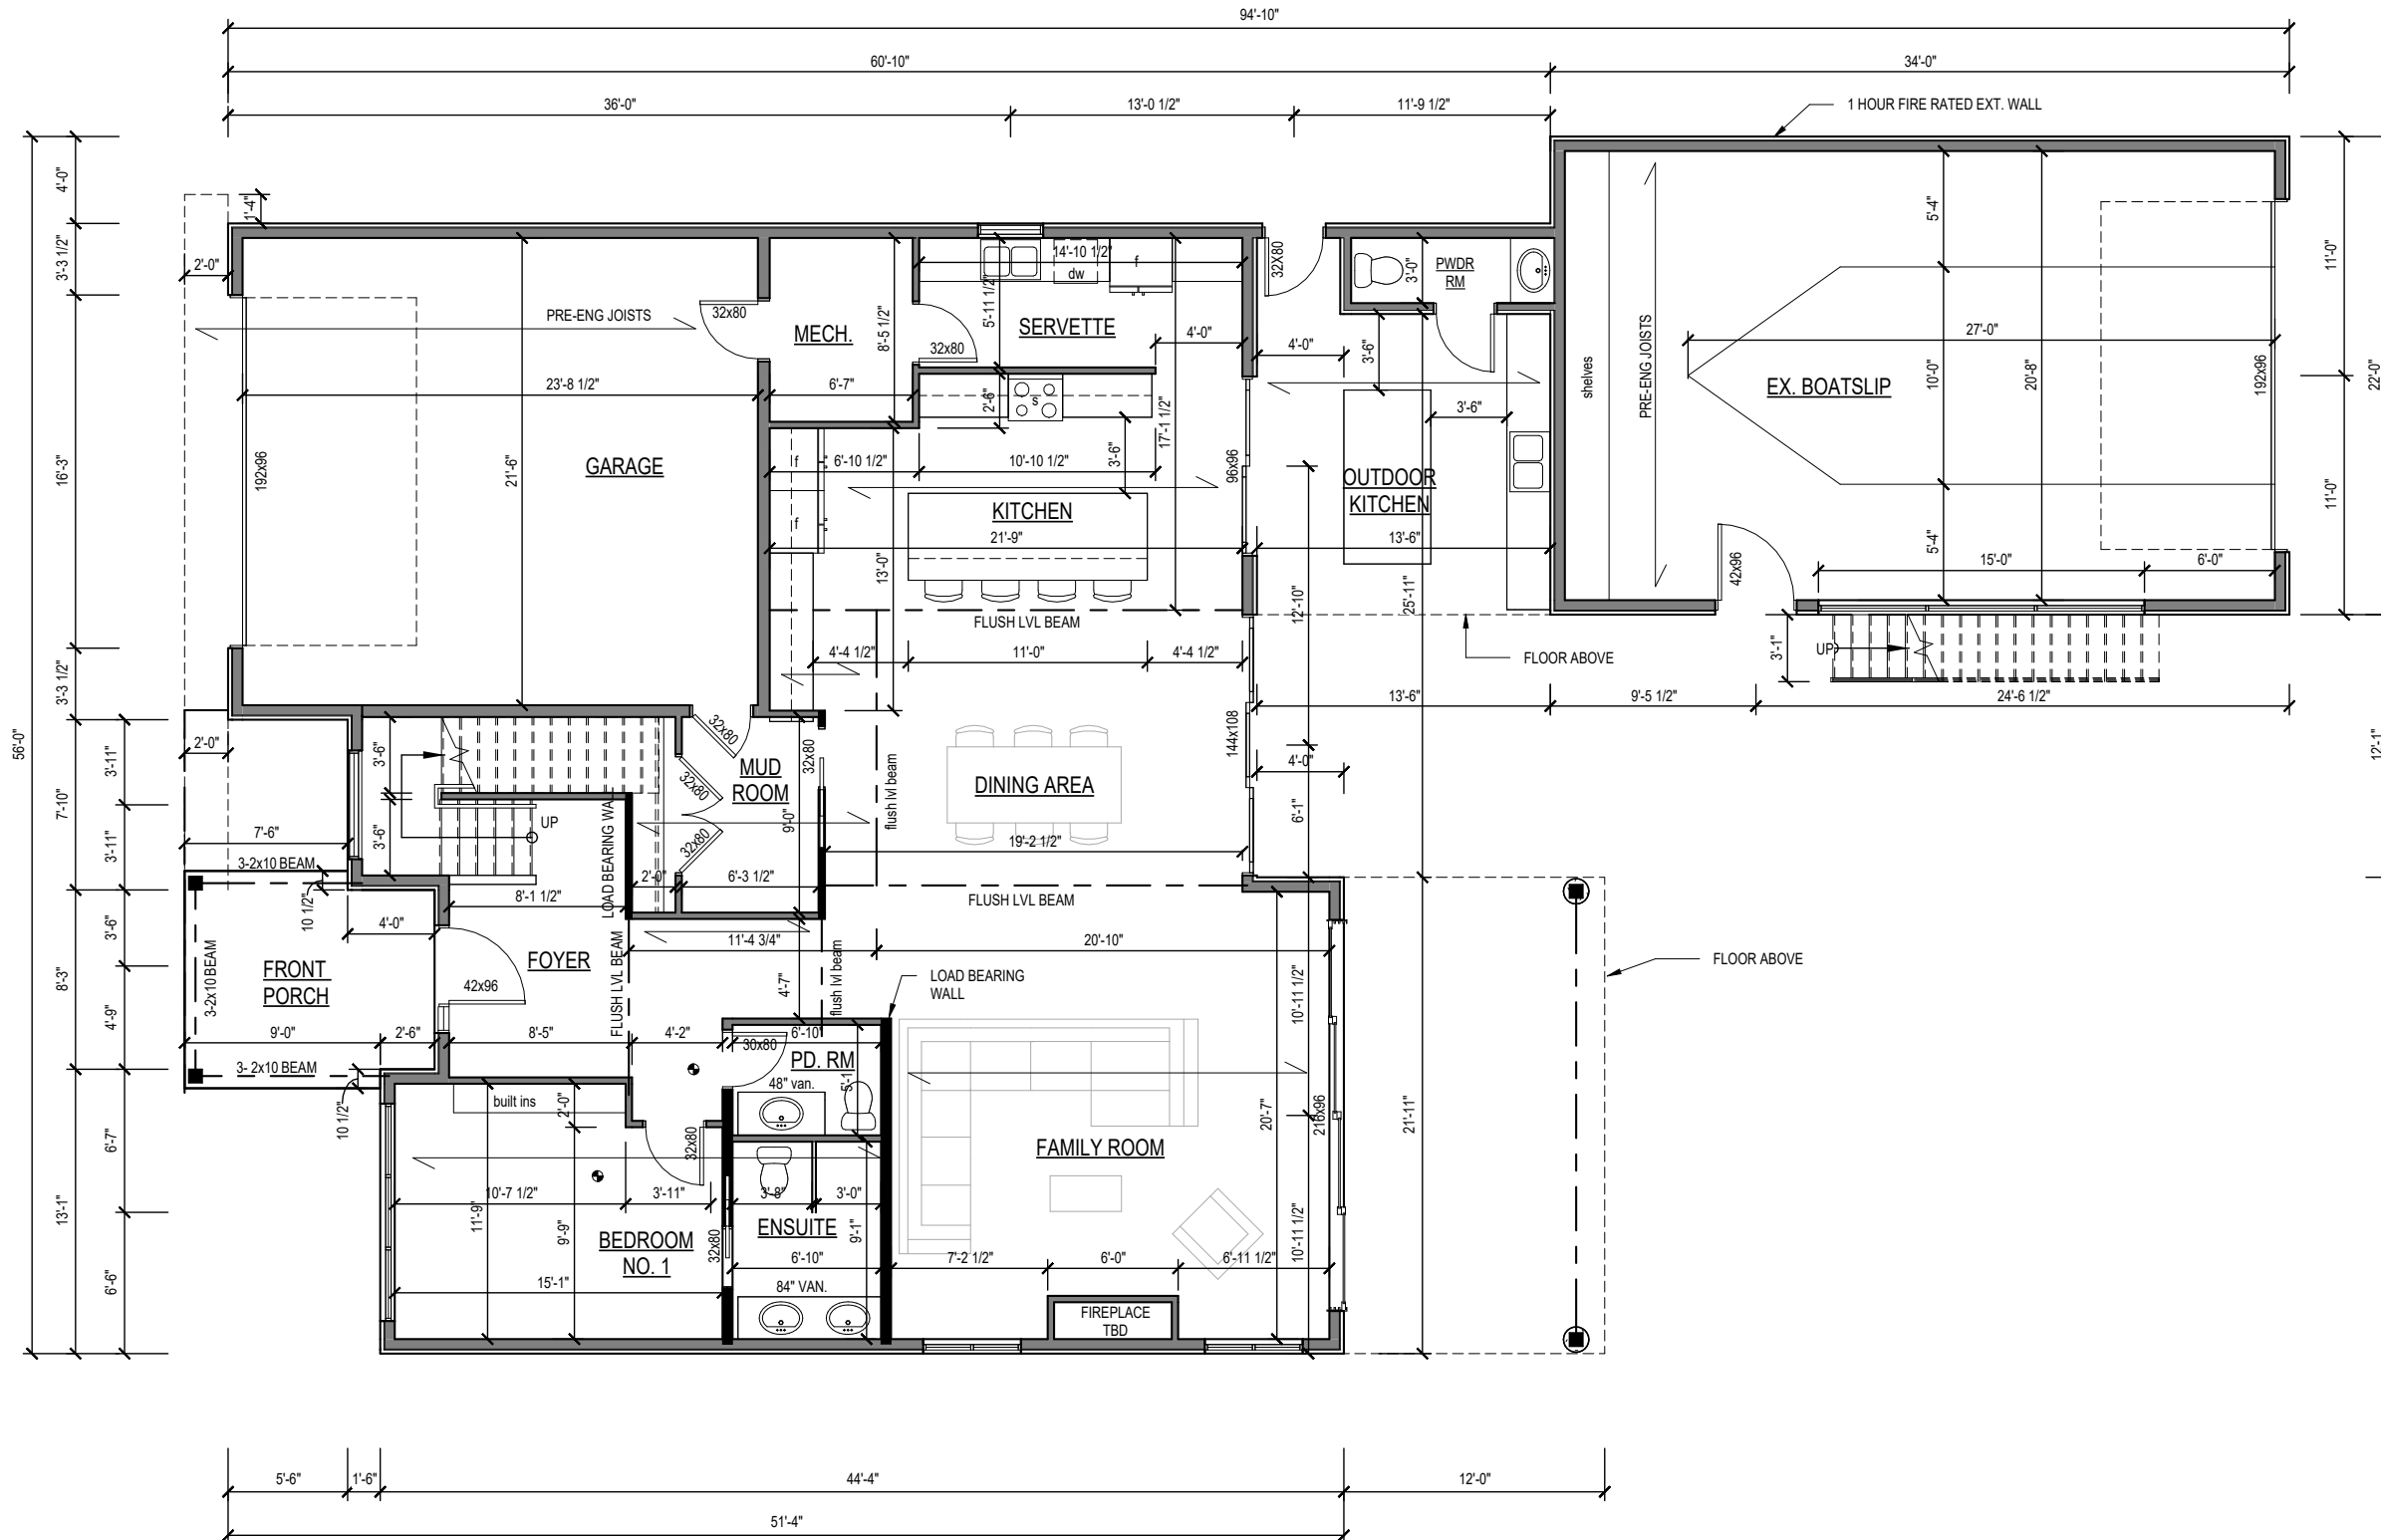 94'-10"
60'-10"
34'-0"
36'-0"
13'-0 1/2"
11'-9 1/2"
1 HOUR FIRE RATED EXT. WALL
4'-0"
1'-4"
3'-3 1/2"
2'-0"
16'-3"
3'-3 1/2"
56'-0"
3'-11"
7'-10"
3'-11"
3'-6"
8'-3"
4'-9"
6'-7"
13'-1"
6'-6"
PRE-ENG JOISTS
32x80
23'-8 1/2"
192x96
21'-6"
GARAGE
MECH.
8'-5 1/2"
6'-7"
14'-10 1/2"
dw
f
5'-11 1/2"
SERVETTE
32x80
4'-0"
2'-6"
s
17'-1 1/2"
3'-6"
f
6'-10 1/2"
10'-10 1/2"
f
KITCHEN
21'-9"
13'-0"
96x96
FLUSH LVL BEAM
4'-4 1/2"
11'-0"
4'-4 1/2"
32X80
PWDR
RM
3'-0"
4'-0"
3'-6"
3'-6"
OUTDOOR
KITCHEN
13'-6"
12'-10"
25'-11"
FLOOR ABOVE
shelves
PRE-ENG JOISTS
5'-4"
27'-0"
10'-0"
20'-8"
EX. BOATSLIP
192x96
5'-4"
15'-0"
6'-0"
42x96
11'-0"
22'-0"
11'-0"
3'-1"
UP
13'-6"
9'-5 1/2"
24'-6 1/2"
12'-1"
144x108
4'-0"
6'-1"
2'-0"
3'-6"
3'-6"
UP
7'-6"
LOAD BEARING WAL
32x80
32x80
32x80
MUD
ROOM
32x80
9'-0"
2'-0"
6'-3 1/2"
flush lvl beam
DINING AREA
19'-2 1/2"
FLUSH LVL BEAM
3-2x10 BEAM
10 1/2"
4'-0"
8'-1 1/2"
FOYER
FLUSH LVL BEAM
11'-4 3/4"
20'-10"
4'-7"
flush lvl beam
LOAD BEARING
WALL
FLOOR ABOVE
3-2x10 BEAM
FRONT
PORCH
42x96
9'-0"
2'-6"
8'-5"
4'-2"
6'-10"
30x80
PD. RM
5'-1"
48" van.
3- 2x10 BEAM
10 1/2"
built ins
2'-0"
32x80
10'-7 1/2"
3'-11"
11'-9"
9'-9"
BEDROOM
NO. 1
15'-1"
32x80
3'-8"
3'-0"
ENSUITE
9'-1"
6'-10"
84" VAN.
FAMILY ROOM
10'-11 1/2"
20'-7"
216x96
21'-11"
10'-11 1/2"
7'-2 1/2"
6'-0"
6'-11 1/2"
FIREPLACE
TBD
5'-6"
1'-6"
44'-4"
12'-0"
51'-4"